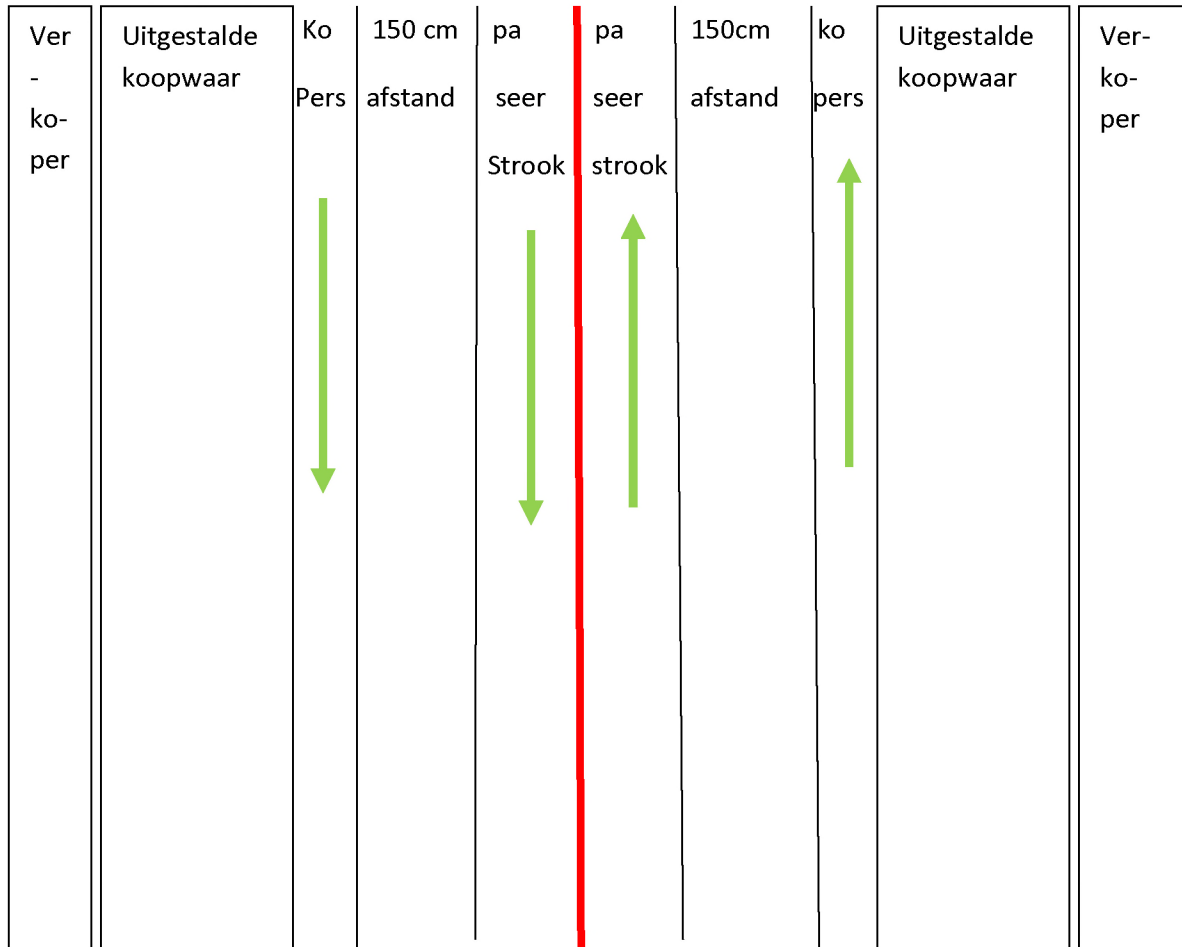 Ver
-
ko-
per
Uitgestalde
koopwaar
Ko
Pers
150 cm
afstand
pa
seer
Strook
pa
seer
strook
150cm
afstand
ko
pers
Uitgestalde
koopwaar
Ver-
ko-
per